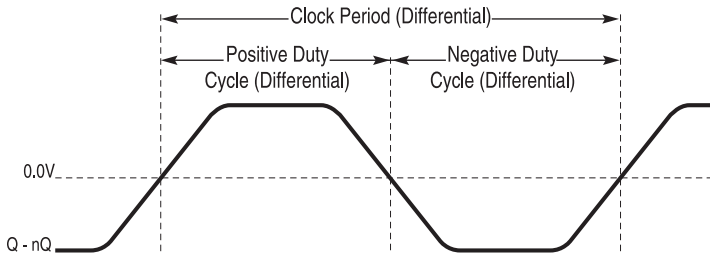 Clock Period (Differential)
Positive Duty
Cycle (Differential)
Negative Duty
Cycle (Differential)
0.0V
Q - nQ